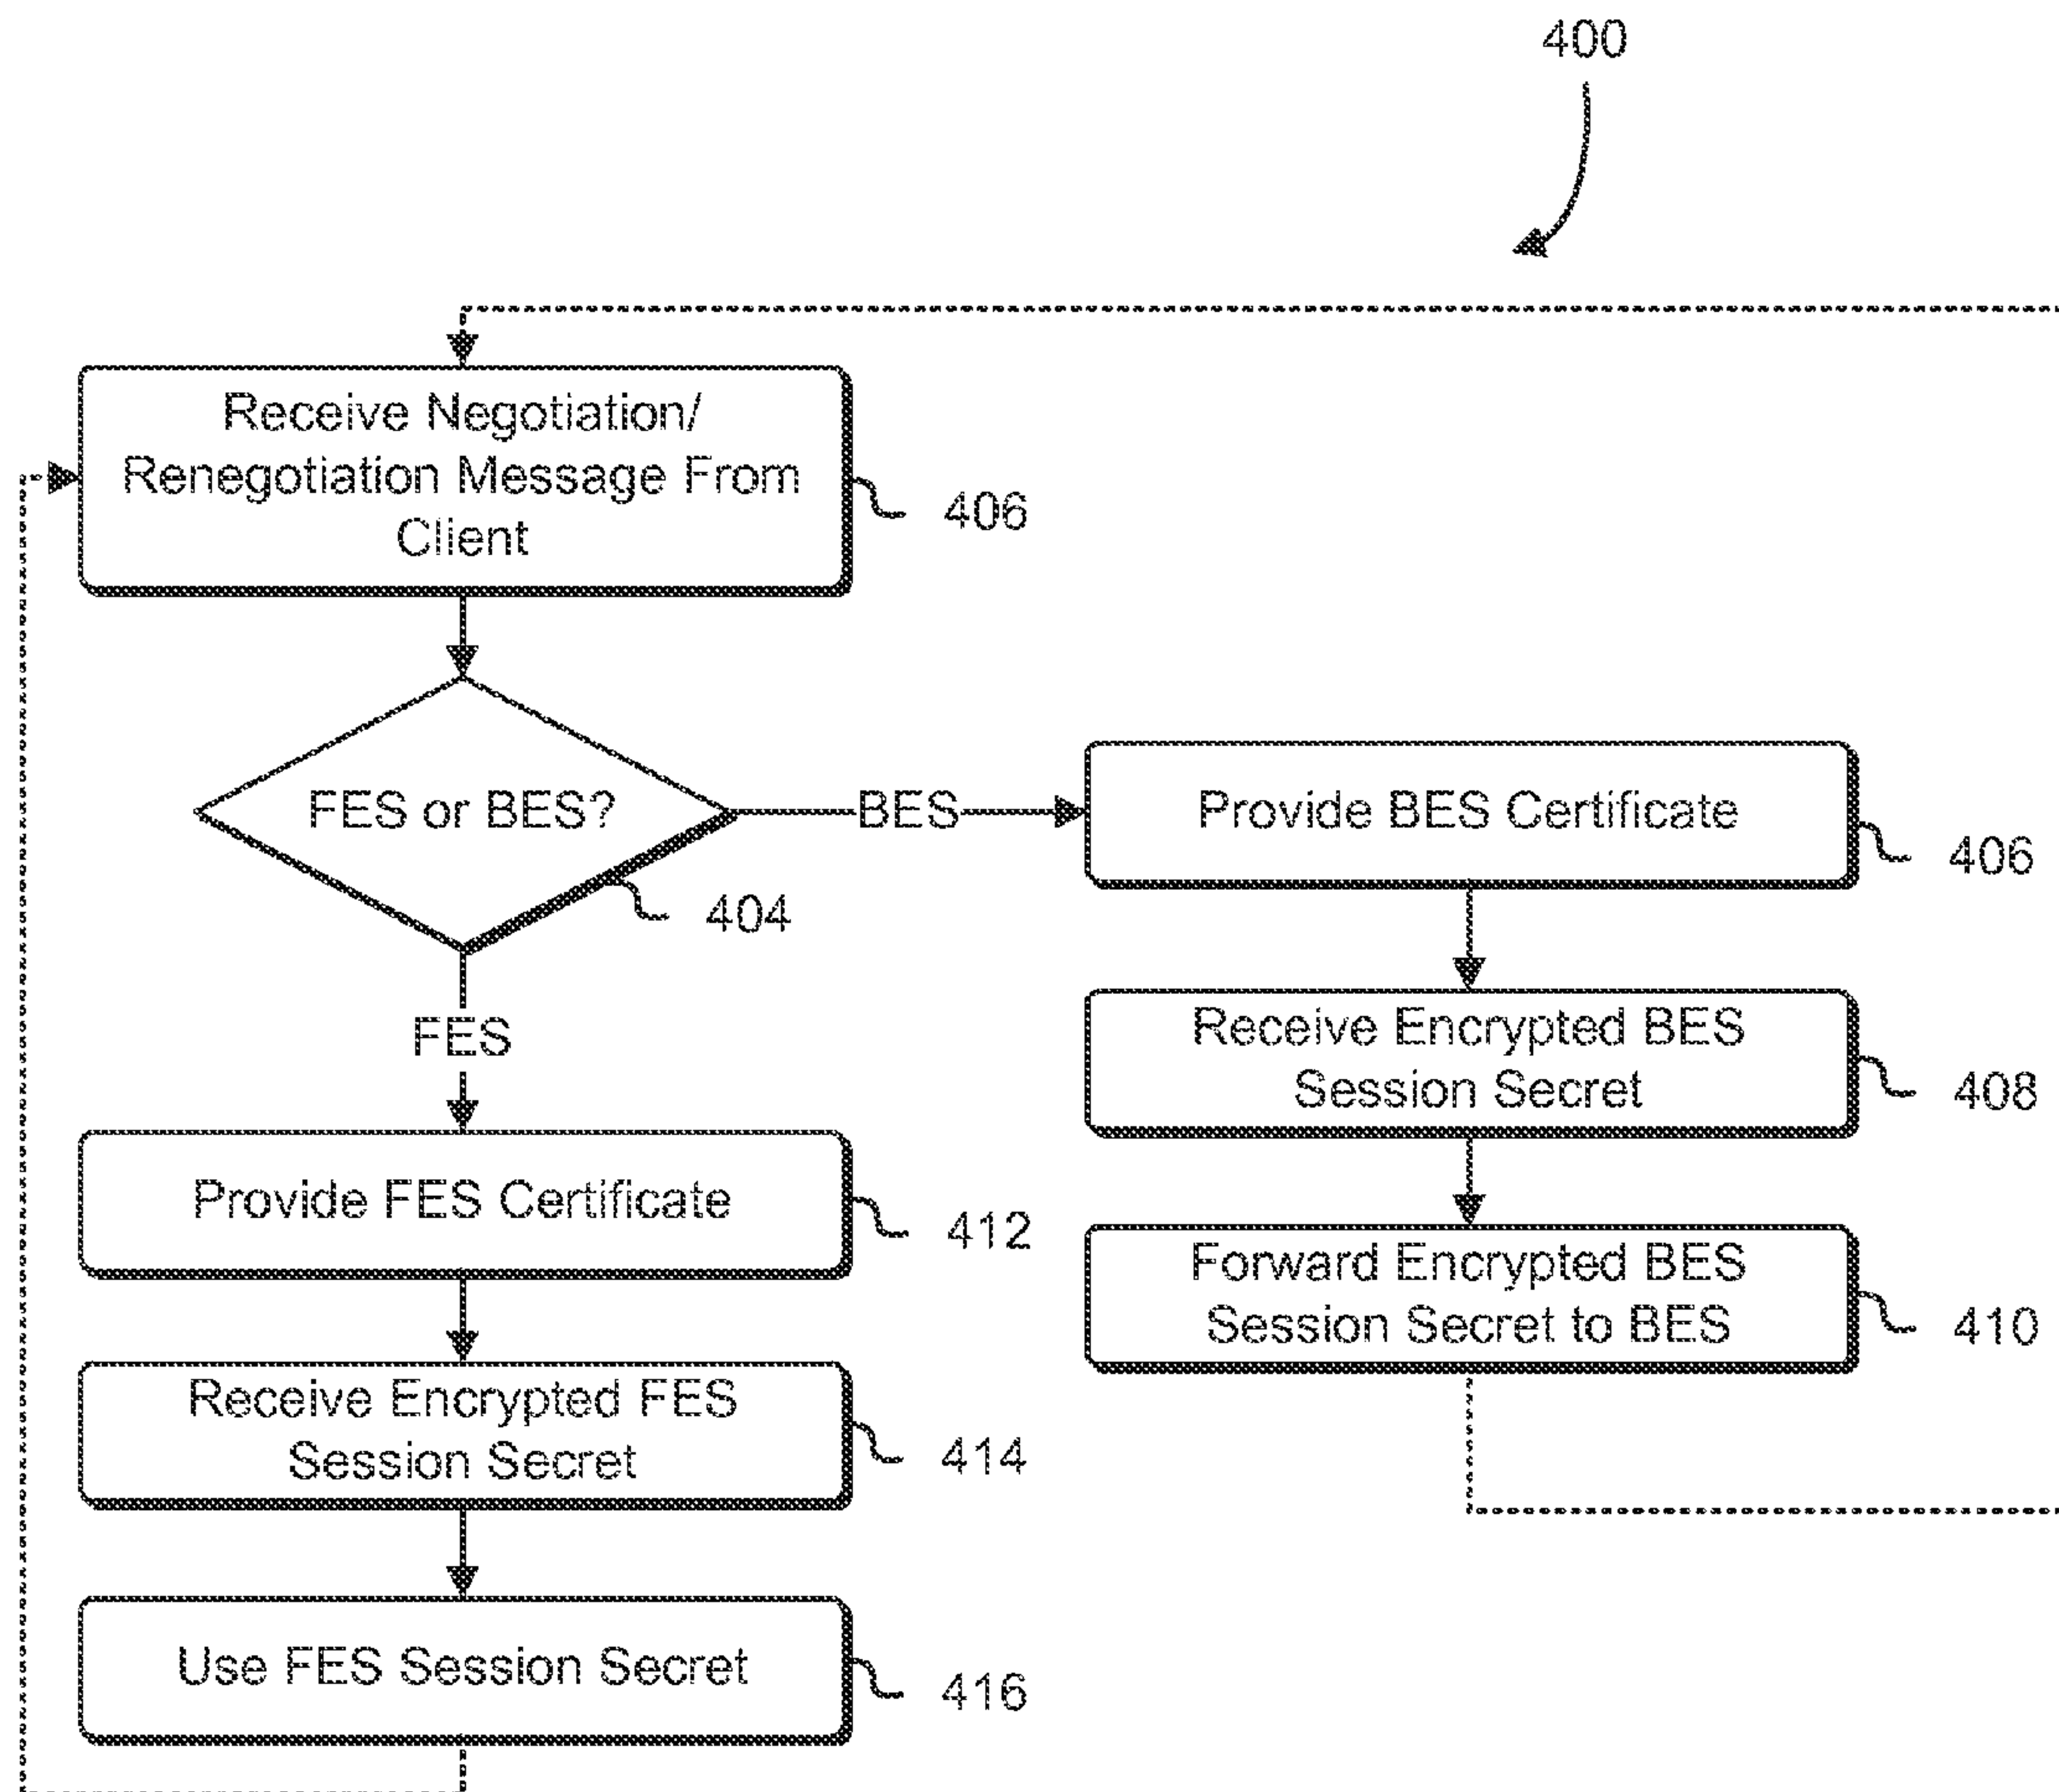 400
Receive Negotiation/
Renegotiation Message From
Client
406
FES or BES?
404
BES
Provide BES Certificate
406
Receive Encrypted BES
Session Secret
408
Forward Encrypted BES
Session Secret to BES
410
FES
Provide FES Certificate
412
Receive Encrypted FES
Session Secret
414
Use FES Session Secret
416